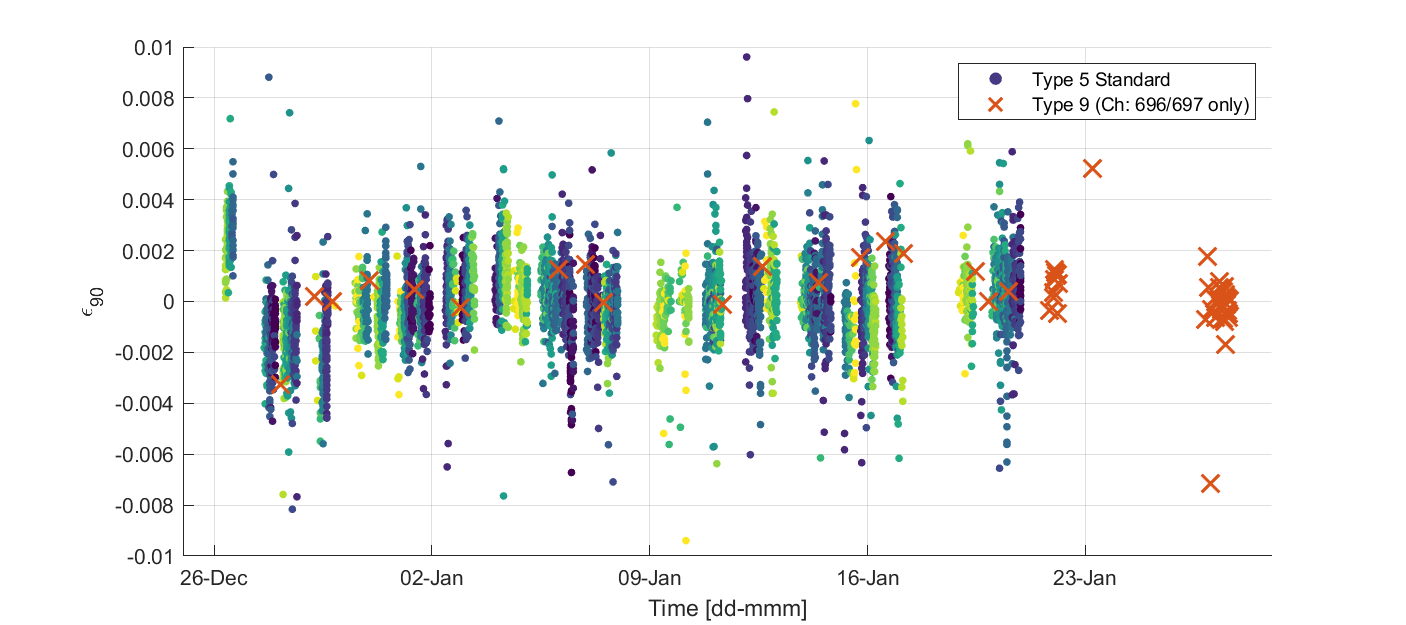 0.01
0.008
0.006
0.004
0.002
0
-0.002
-0.004
-0.006
-0.008
-0.01
ϵ90
Type 5 Standard
Type 9 (Ch: 696/697 only)
26-Dec
02-Jan
09-Jan
16-Jan
23-Jan
Time [dd-mmm]